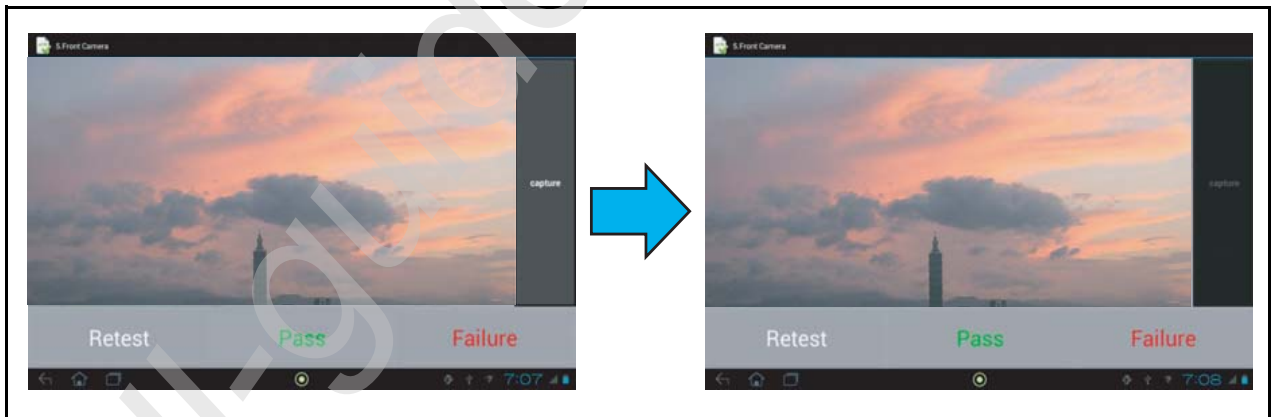 5.Front Camera
capture
Retest Pass Failure
7:07
5.Front Camera
capture
Retest Pass Failure
7:08